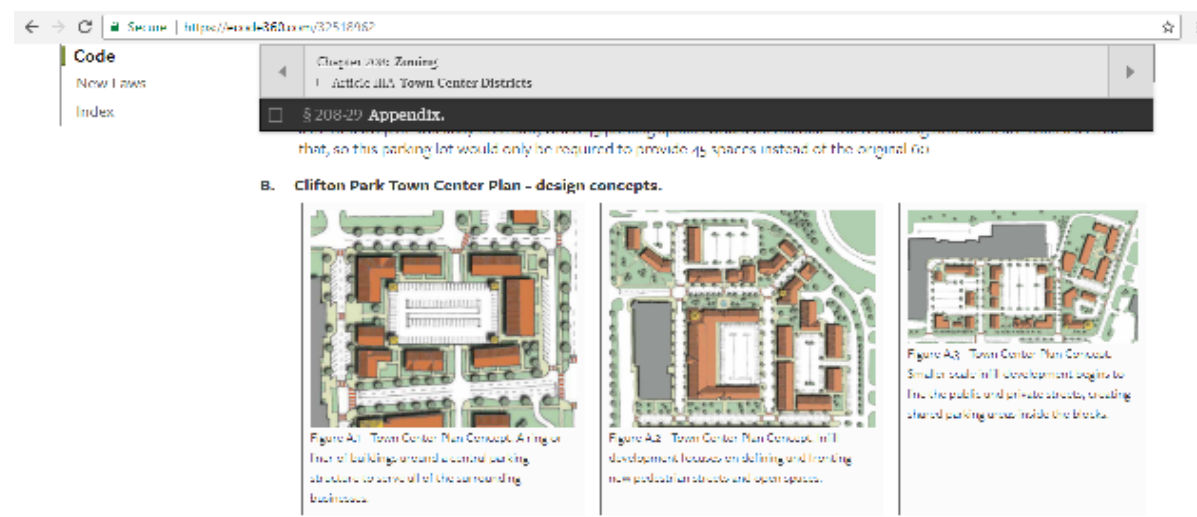 Secure | https://ecode360.com/32518962
Code
New Laws
Index
Chapter 208: Zoning
Article IIIA Town Center Districts
§ 208-29 Appendix.
that, so this parking lot would only be required to provide 45 spaces instead of the original 60
B. Clifton Park Town Center Plan - design concepts.
Figure A.1 Town Center Plan Concept. A ring or
liner of buildings around a central parking
structure to serve all of the surrounding
businesses.
Figure A.2 Town Center Plan Concept. Infill
development focuses on defining and fronting
new pedestrian streets and open spaces.
Figure A.3 Town Center Plan Concept.
Smaller scale infill development begins to
line the public and private streets, creating
shared parking areas inside the blocks.